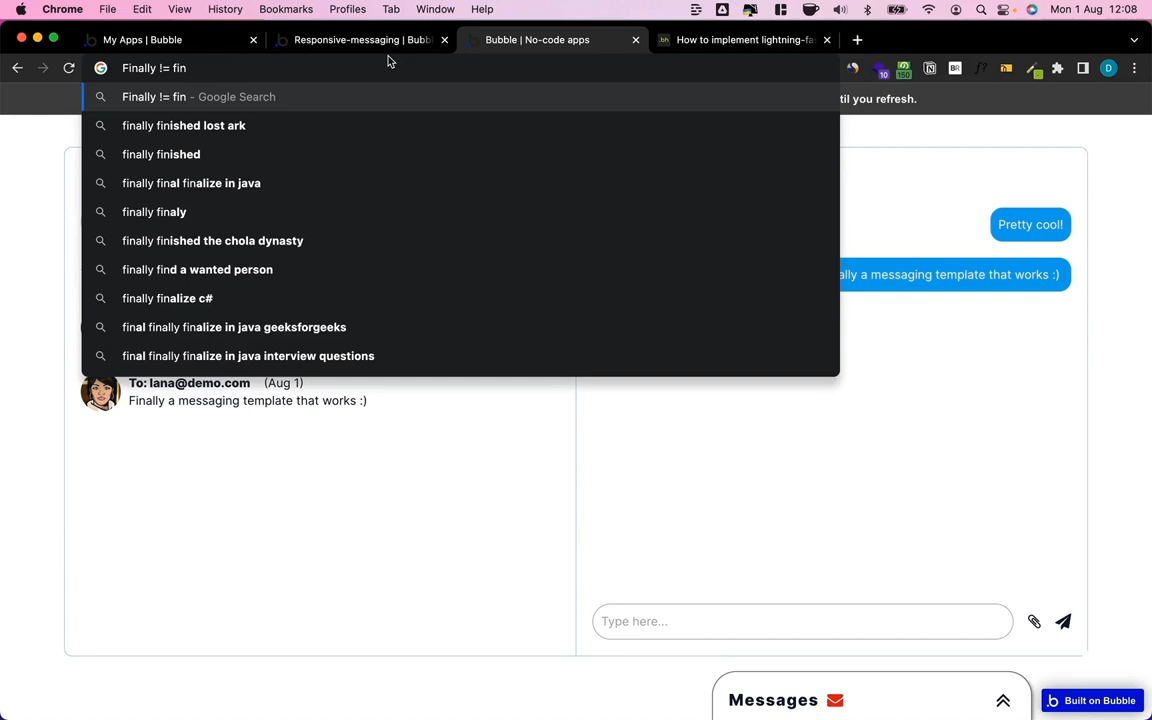 Chrome File Edit View History Bookmarks Profiles Tab Window Help Mon 1 Aug 12:08
My Apps | Bubble
Responsive-messaging | Bubbl
Bubble | No-code apps
How to implement lightning-fa
Finally != fin
10
150
BR
f?
D
Finally != fin - Google Search
til you refresh.
finally finished lost ark
finally finished
finally final finalize in java
finally finaly
finally finished the chola dynasty
finally find a wanted person
finally finalize c#
final finally finalize in java geeksforgeeks
final finally finalize in java interview questions
Pretty cool!
ally a messaging template that works :)
To: lana@demo.com (Aug 1)
Finally a messaging template that works :)
Type here...
Messages
Built on Bubble